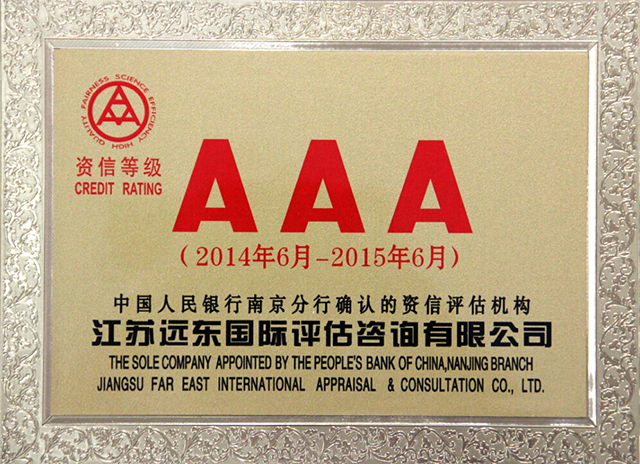 FAIRNESS SCIENCE EFFICIENCY HIGH QUALITY
资信等级
CREDIT RATING
AAA
(2014年6月-2015年6月)
中国人民银行南京分行确认的资信评估机构
江苏远东国际评估咨询有限公司
THE SOLE COMPANY APPOINTED BY THE PEOPLE'S BANK OF CHINA,NANJING BRANCH
JIANGSU FAR EAST INTERNATIONAL APPRAISAL & CONSULTATION CO., LTD.